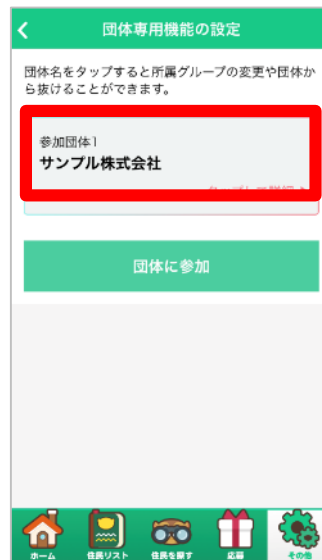 団体専用機能の設定
団体名をタップすると所属グループの変更や団体か
ら抜けることができます。
参加団体1
サンプル株式会社
団体に参加
ホーム
住民リスト
住民を探す
応募
その他